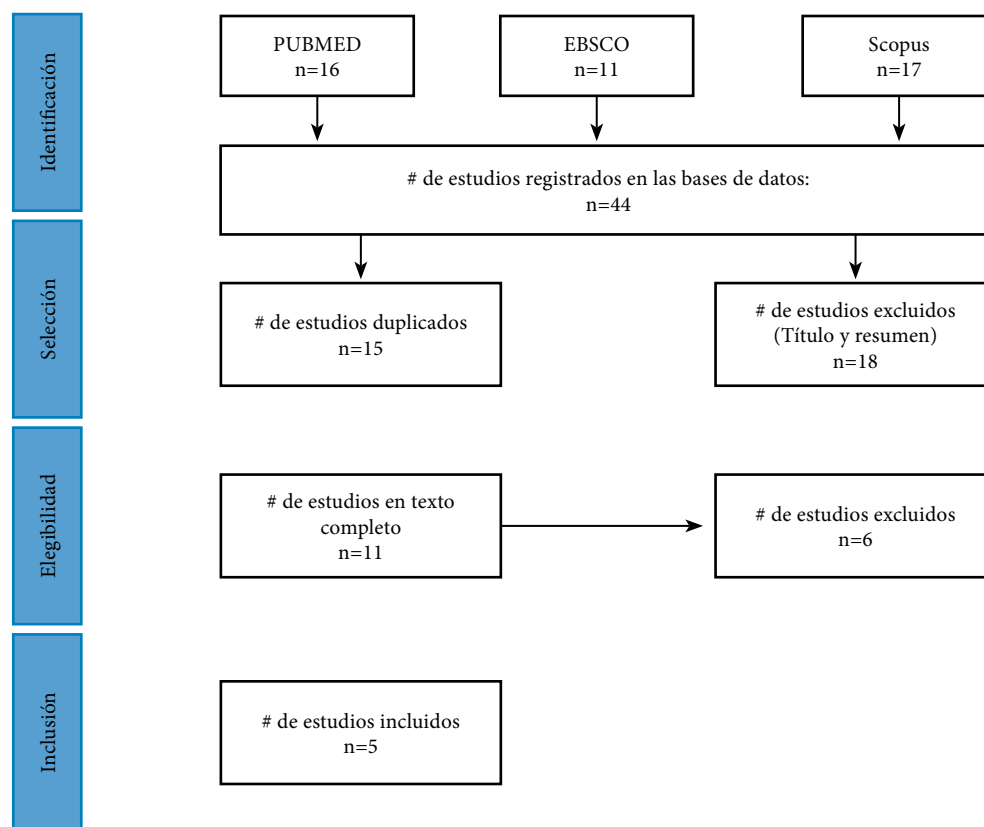 Identificación
PUBMED
n=16
EBSCO
n=11
Scopus
n=17
# de estudios registrados en las bases de datos:
n=44
Selección
# de estudios duplicados
n=15
# de estudios excluidos
(Título y resumen)
n=18
Elegibilidad
# de estudios en texto
completo
n=11
# de estudios excluidos
n=6
Inclusión
# de estudios incluidos
n=5